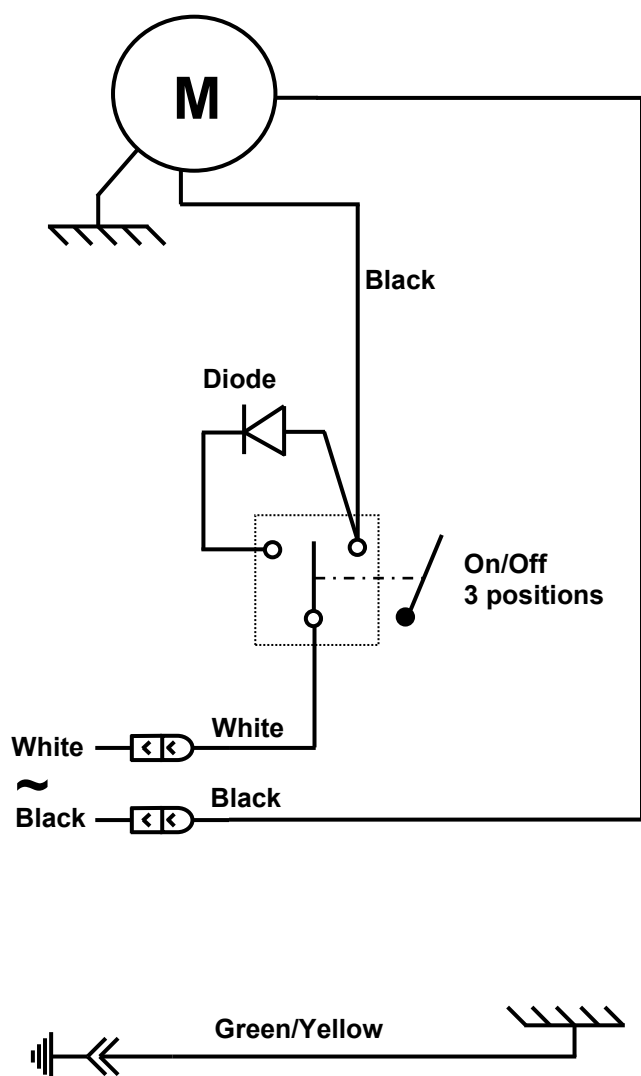 M
Black
Diode
On/Off
3 positions
White
White
~
Black
Black
Green/Yellow